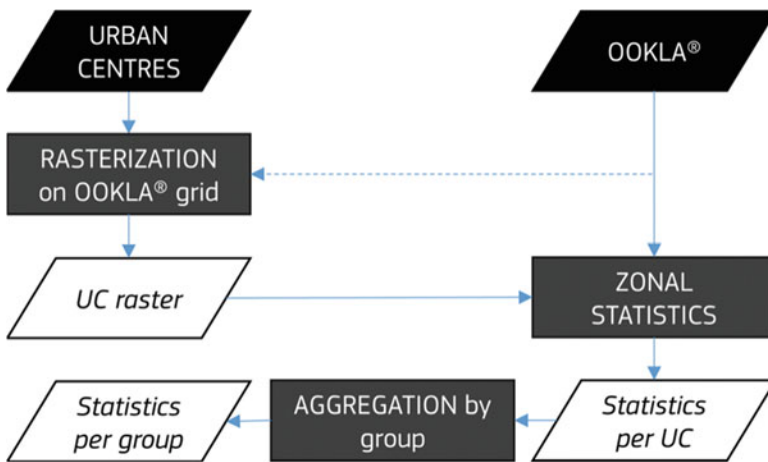 URBAN
CENTRES
OOKLA®
RASTERIZATION
on OOKLA® grid
UC raster
ZONAL
STATISTICS
Statistics
per group
AGGREGATION by
group
Statistics
per UC